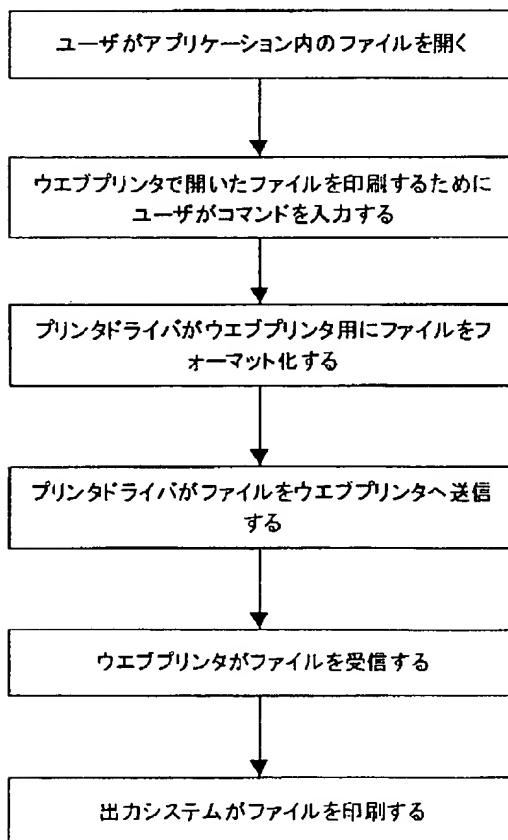 ユーザがアプリケーション内のファイルを開く
ウエブプリンタで開いたファイルを印刷するために
ユーザがコマンドを入力する
プリンタドライバがウエブプリンタ用にファイルをフ
ォーマット化する
プリンタドライバがファイルをウエブプリンタへ送信
する
ウエブプリンタがファイルを受信する
出力システムがファイルを印刷する